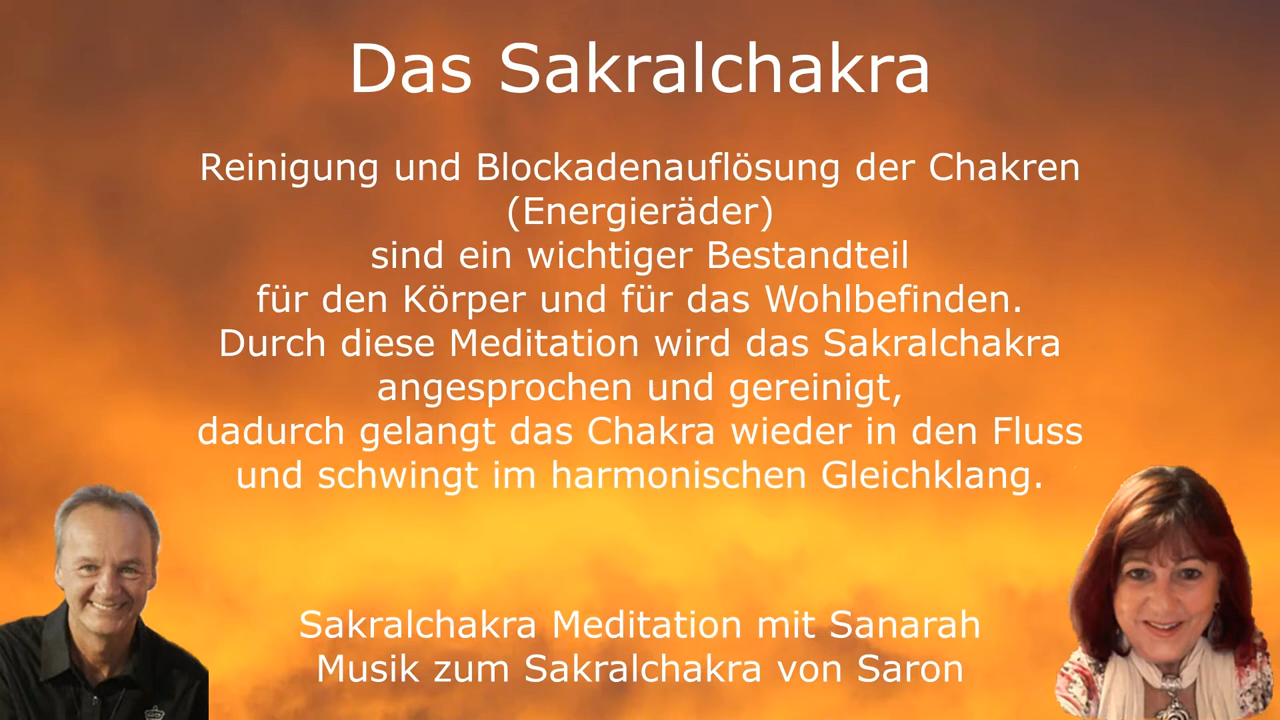 Das Sakralchakra
Reinigung und Blockadenauflösung der Chakren
(Energieräder)
sind ein wichtiger Bestandteil
für den Körper und für das Wohlbefinden.
Durch diese Meditation wird das Sakralchakra
angesprochen und gereinigt,
dadurch gelangt das Chakra wieder in den Fluss
und schwingt im harmonischen Gleichklang.
Sakralchakra Meditation mit Sanarah
Musik zum Sakralchakra von Saron